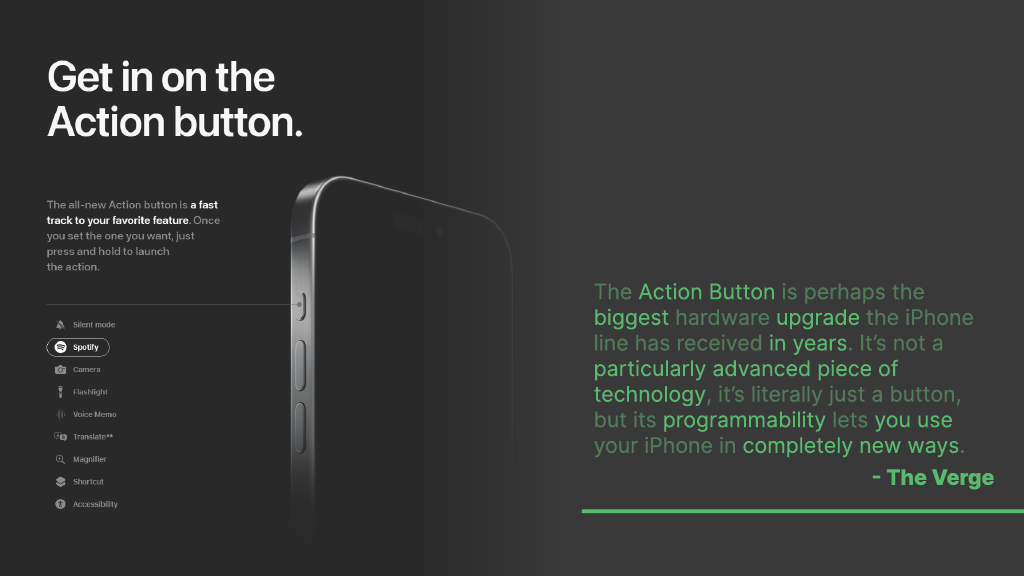 Get in on the
Action button.
The all-new Action button is a fast
track to your favorite feature. Once
you set the one you want, just
press and hold to launch
the action.
Silent mode
Spotify
Camera
Flashlight
Voice Memo
Translate**
Magnifier
Shortcut
Accessibility
The Action Button is perhaps the
biggest hardware upgrade the iPhone
line has received in years. It’s not a
particularly advanced piece of
technology, it’s literally just a button,
but its programmability lets you use
your iPhone in completely new ways.
- The Verge